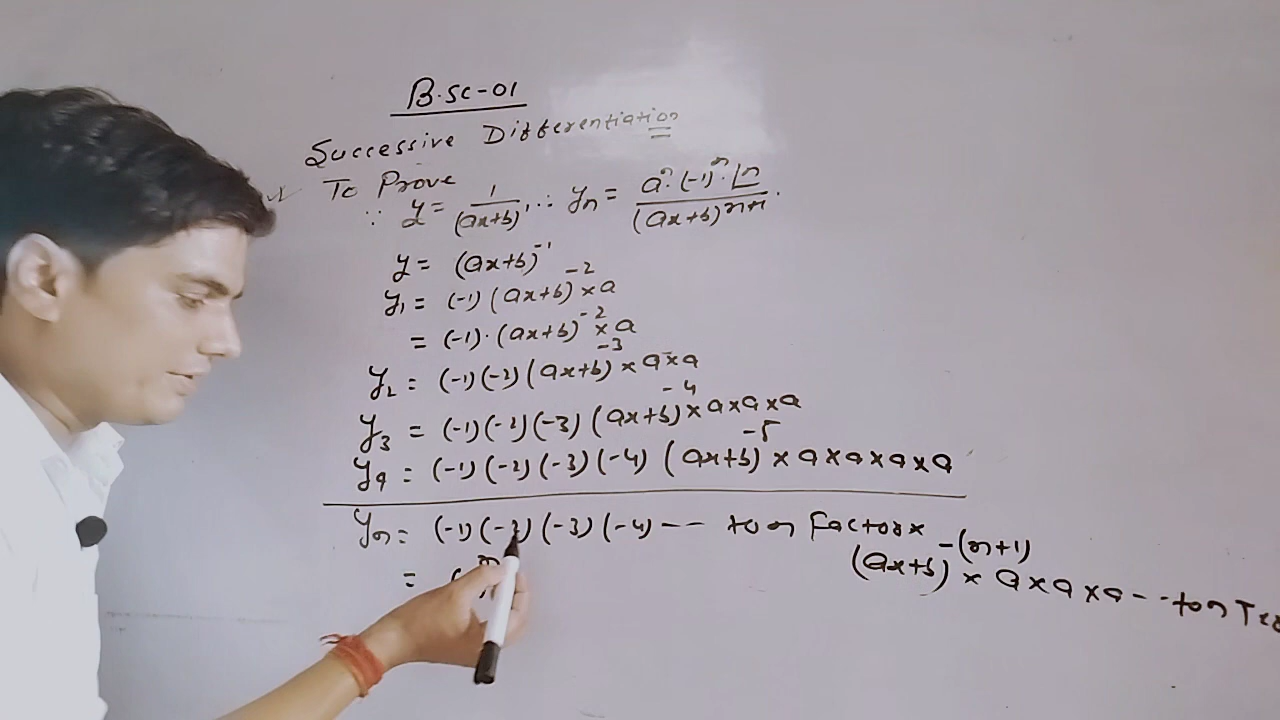 B.Sc-01
Successive Differentiation
To Prove
∵ y = 1/(ax+b), ∴ yₙ = aⁿ·(-1)ⁿ·∟n/(ax+b)ⁿ⁺¹.
y = (ax+b)⁻¹
y₁ = (-1)(ax+b)⁻² × a
= (-1)·(ax+b)⁻² × a
y₂ = (-1)(-2)(ax+b)⁻³ × a × a
y₃ = (-1)(-2)(-3)(ax+b)⁻⁴ × a × a × a
y₄ = (-1)(-2)(-3)(-4)(ax+b)⁻⁵ × a × a × a × a
yₙ = (-1)(-2)(-3)(-4)--- to n Factor ×
(ax+b)⁻⁽ⁿ⁺¹⁾ × a × a × a -- to n
=